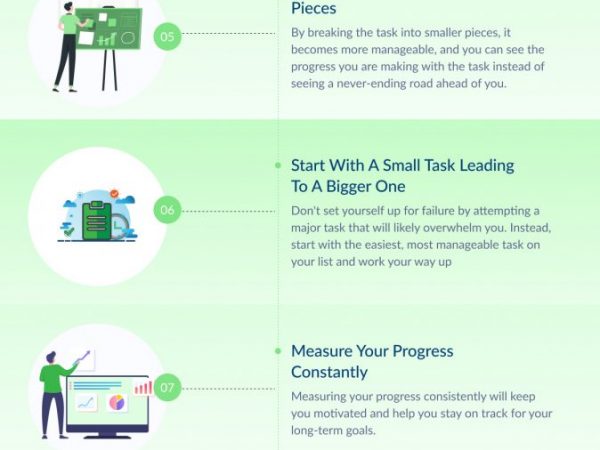 Pieces
05
By breaking the task into smaller pieces, it
becomes more manageable, and you can see the
progress you are making with the task instead of
seeing a never-ending road ahead of you.
Start With A Small Task Leading
To A Bigger One
06
Don't set yourself up for failure by attempting a
major task that will likely overwhelm you. Instead,
start with the easiest, most manageable task on
your list and work your way up
Measure Your Progress
Constantly
07
Measuring your progress consistently will keep
you motivated and help you stay on track for your
long-term goals.